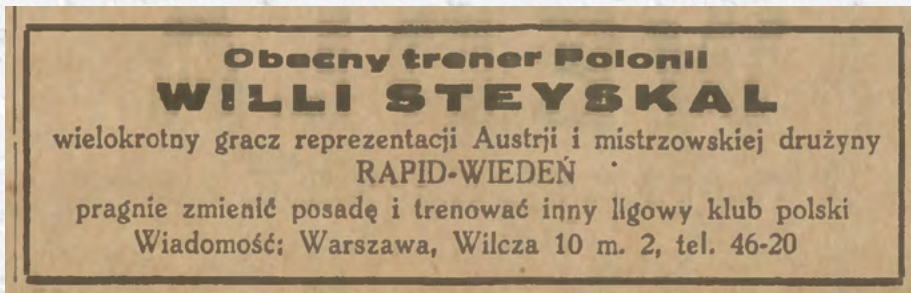 Obecny trener Polonii
WILLI STEYSKAL
wielokrotny gracz reprezentacji Austrji i mistrzowskiej drużyny
RAPID-WIEDEŃ
pragnie zmienić posadę i trenować inny ligowy klub polski
Wiadomość: Warszawa, Wilcza 10 m. 2, tel. 46-20